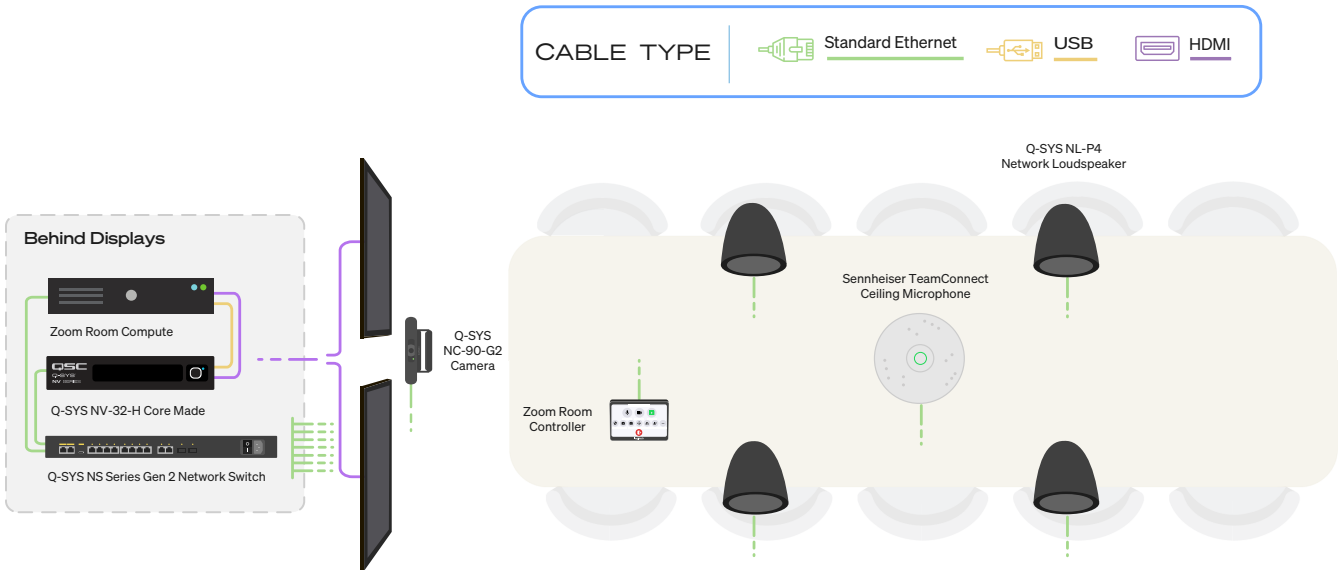 CABLE TYPE
Standard Ethernet
USB
HDMI
Q-SYS NL-P4
Network Loudspeaker
Behind Displays
Zoom Room Compute
QSC
Q-SYS
NV
Q-SYS NV-32-H Core Made
Q-SYS NS Series Gen 2 Network Switch
Q-SYS
NC-90-G2
Camera
Sennheiser TeamConnect
Ceiling Microphone
Zoom Room
Controller